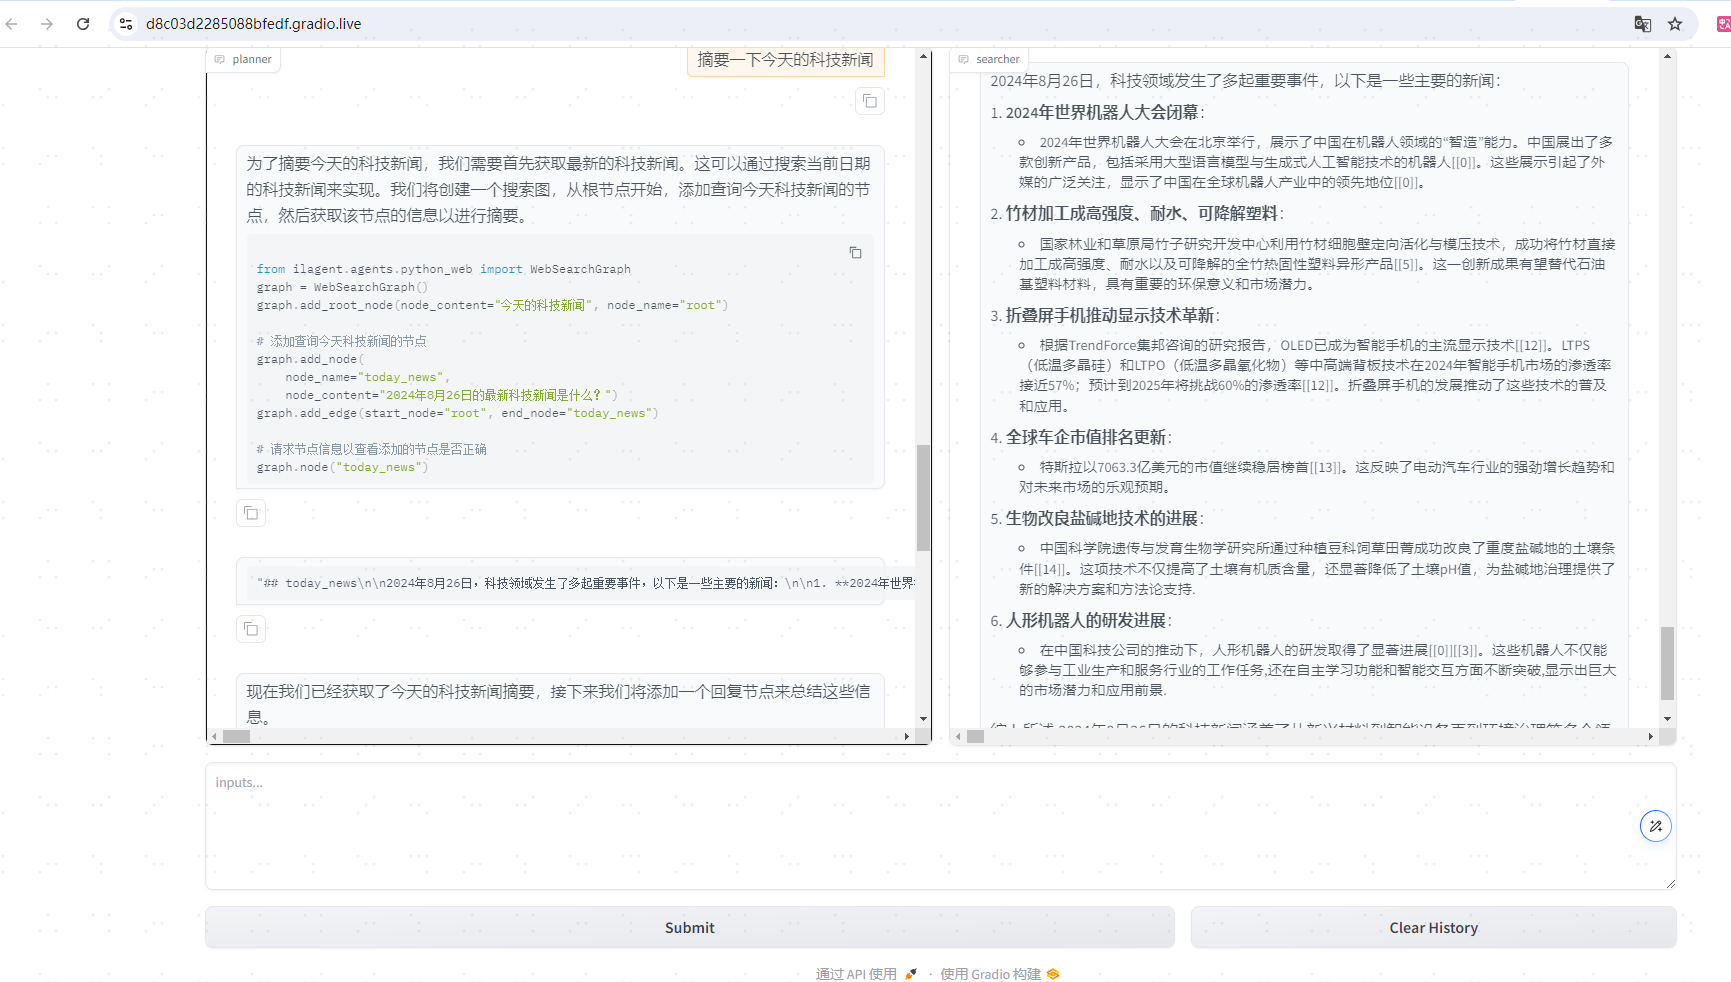 d8c03d2285088bfedf.gradio.live
planner
摘要一下今天的科技新闻
为了摘要今天的科技新闻，我们需要首先获取最新的科技新闻。这可以通过搜索当前日期
的科技新闻来实现。我们将创建一个搜索图，从根节点开始，添加查询今天科技新闻的节
点，然后获取该节点的信息以进行摘要。
from ilagent.agents.python_web import WebSearchGraph
graph = WebSearchGraph()
graph.add_root_node(node_content="今天的科技新闻", node_name="root")
# 添加查询今天科技新闻的节点
graph.add_node(
node_name="today_news",
node_content="2024年8月26日的最新科技新闻是什么？")
graph.add_edge(start_node="root", end_node="today_news")
# 请求节点信息以查看添加的节点是否正确
graph.node("today_news")
"## today_news\n\n2024年8月26日，科技领域发生了多起重要事件，以下是一些主要的新闻：\n\n1. **2024年世界
现在我们已经获取了今天的科技新闻摘要，接下来我们将添加一个回复节点来总结这些信
息。
searcher
2024年8月26日，科技领域发生了多起重要事件，以下是一些主要的新闻：
1. 2024年世界机器人大会闭幕：
2024年世界机器人大会在北京举行，展示了中国在机器人领域的“智造”能力。中国展出了多
款创新产品，包括采用大型语言模型与生成式人工智能技术的机器人[[0]]。这些展示引起了外
媒的广泛关注，显示了中国在全球机器人产业中的领先地位[[0]]。
2. 竹材加工成高强度、耐水、可降解塑料：
国家林业和草原局竹子研究开发中心利用竹材细胞壁定向活化与模压技术，成功将竹材直接
加工成高强度、耐水以及可降解的全竹热固性塑料异形产品[[5]]。这一创新成果有望替代石油
基塑料材料，具有重要的环保意义和市场潜力。
3. 折叠屏手机推动显示技术革新：
根据TrendForce集邦咨询的研究报告，OLED已成为智能手机的主流显示技术[[12]]。LTPS
（低温多晶硅）和LTPO（低温多晶氧化物）等中高端背板技术在2024年智能手机市场的渗透率
接近57%；预计到2025年将挑战60%的渗透率[[12]]。折叠屏手机的发展推动了这些技术的普及
和应用。
4. 全球车企市值排名更新：
特斯拉以7063.3亿美元的市值继续稳居榜首[[13]]。这反映了电动汽车行业的强劲增长趋势和
对未来市场的乐观预期。
5. 生物改良盐碱地技术的进展：
中国科学院遗传与发育生物学研究所通过种植豆科饲草田菁成功改良了重度盐碱地的土壤条
件[[14]]。这项技术不仅提高了土壤有机质含量，还显著降低了土壤pH值，为盐碱地治理提供了
新的解决方案和方法论支持.
6. 人形机器人的研发进展：
在中国科技公司的推动下，人形机器人的研发取得了显著进展[[0]][[3]]。这些机器人不仅能
够参与工业生产和服务行业的工作任务,还在自主学习功能和智能交互方面不断突破,显示出巨大
的市场潜力和应用前景.
综上所述,2024年8月26日的科技新闻涵盖了从新兴材料到智能设备再到环境治理等多个领
inputs...
Submit
Clear History
通过 API 使用 · 使用 Gradio 构建